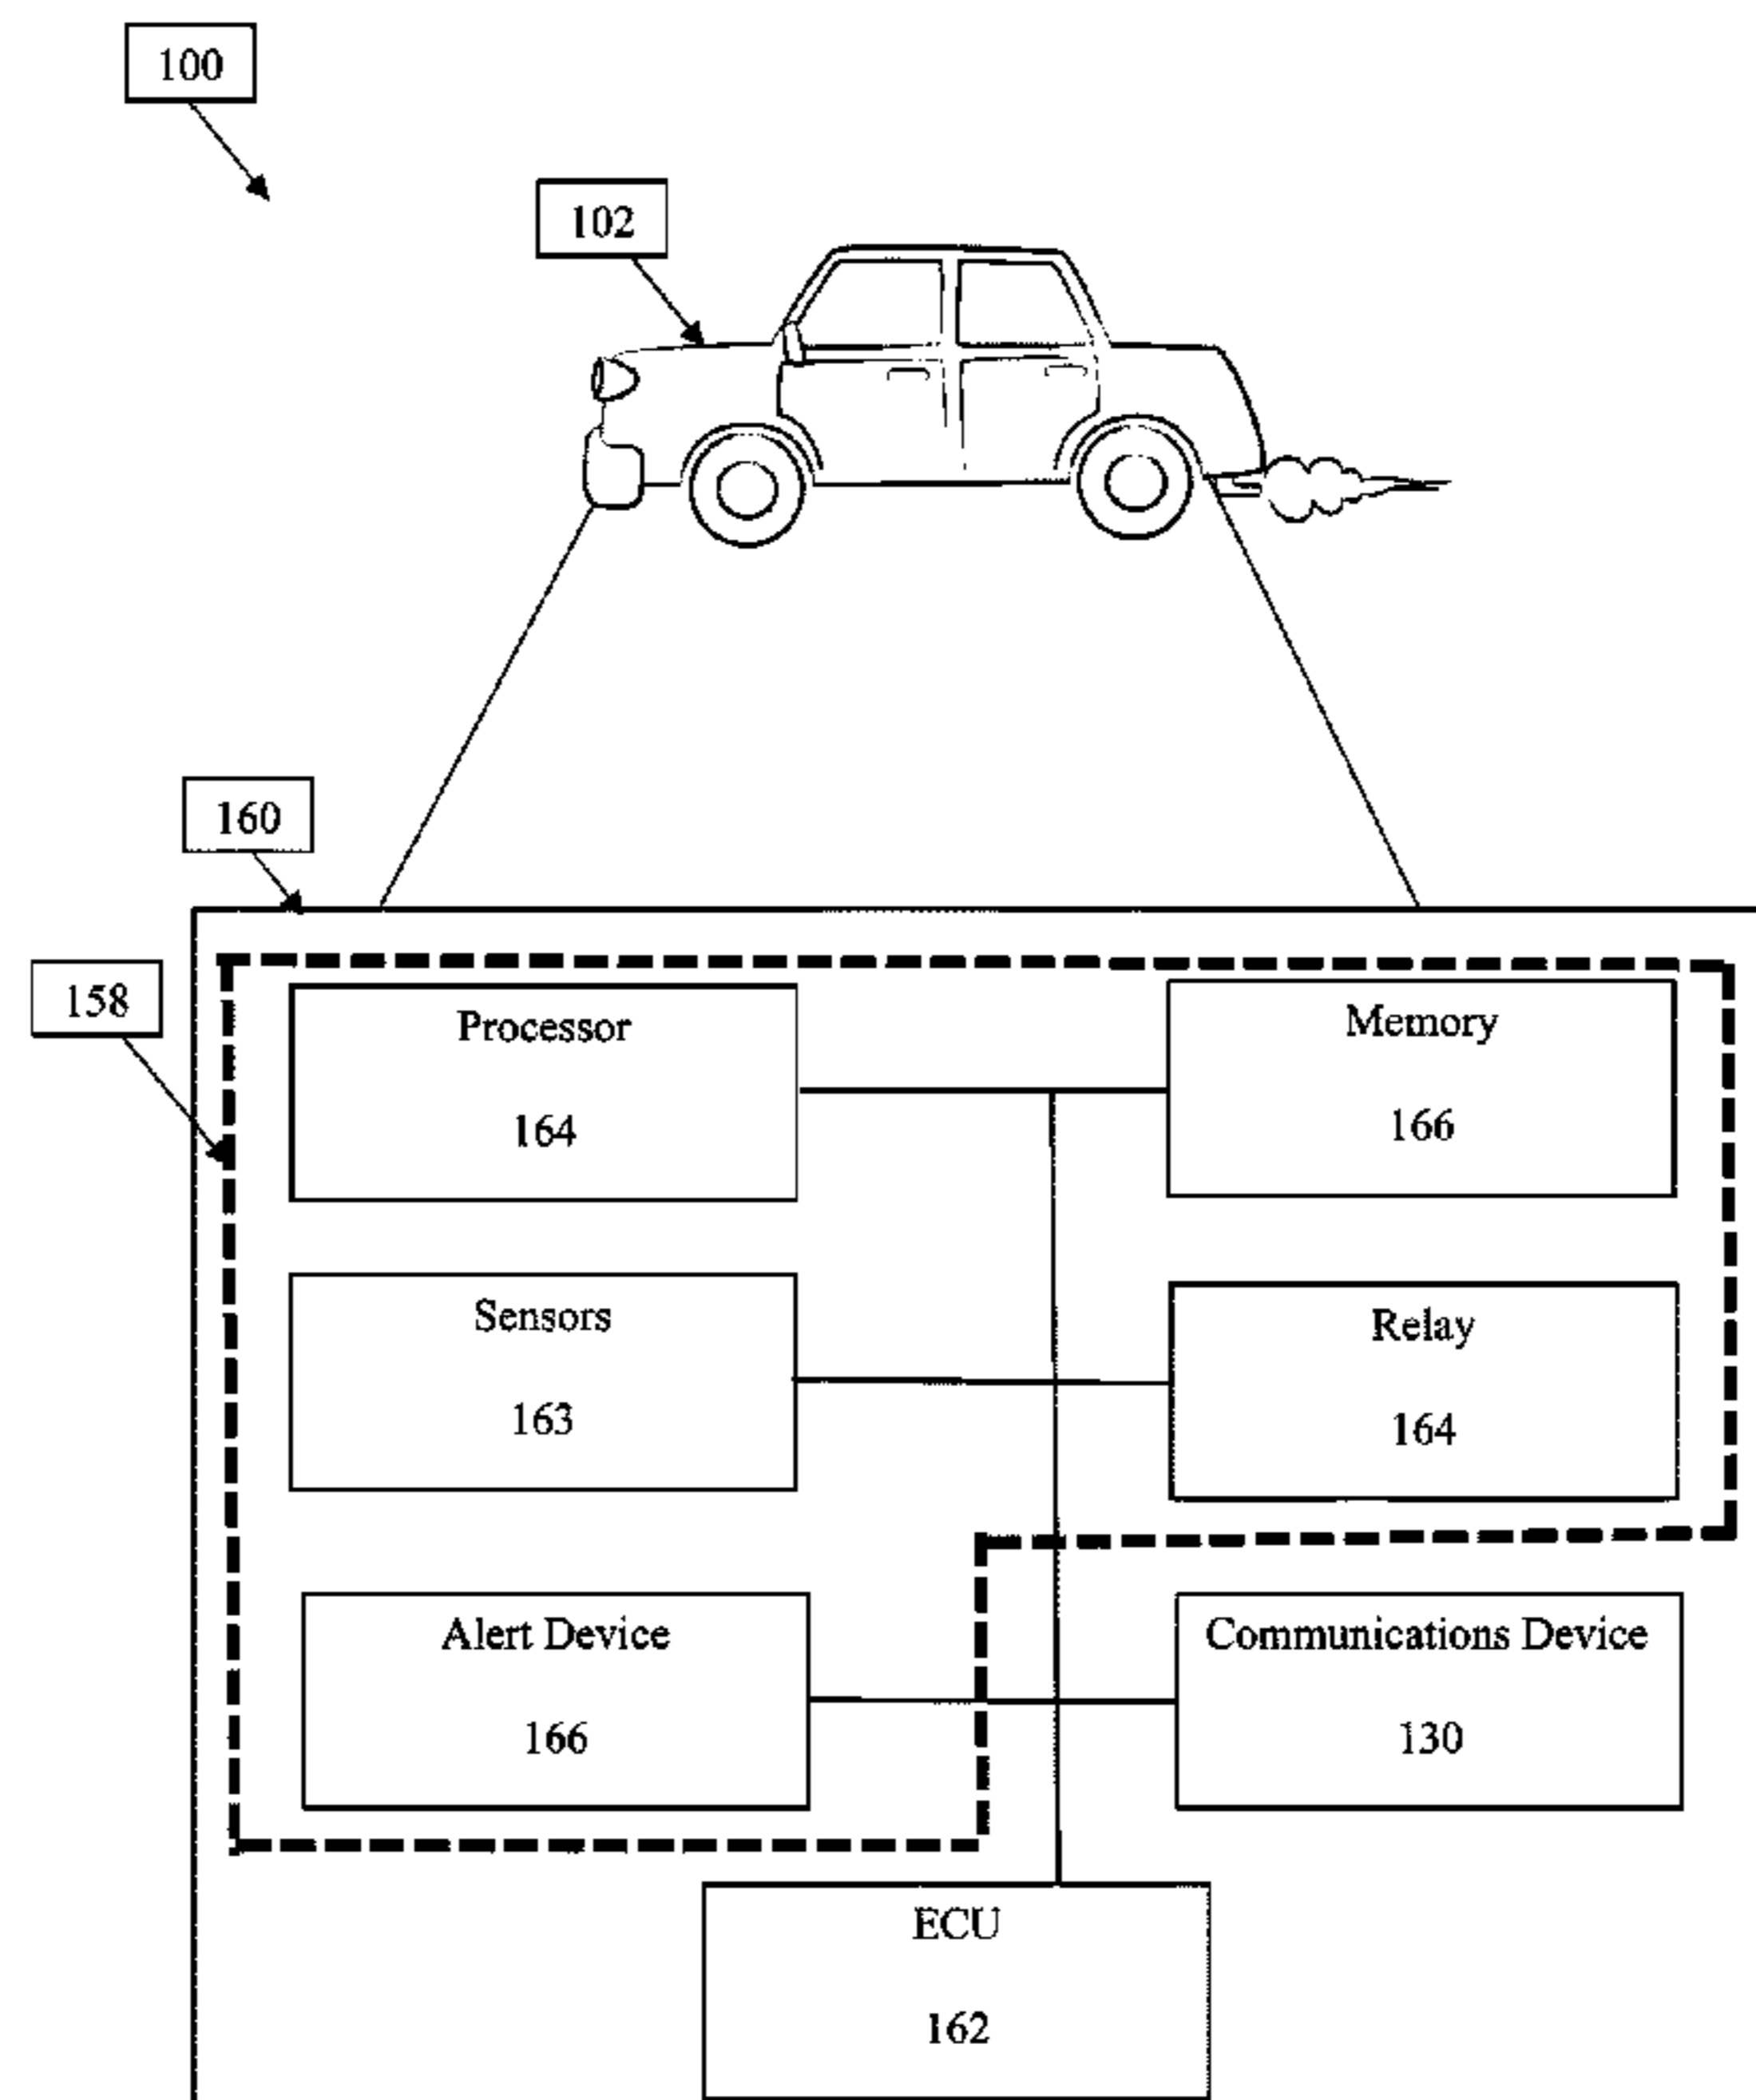 100
102
160
158
Processor
164
Memory
166
Sensors
163
Relay
164
Alert Device
166
Communications Device
130
ECU
162